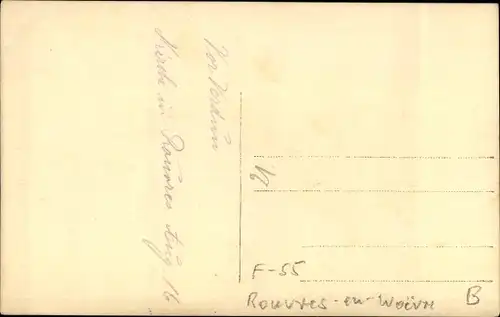 Vor Verdun
Kirche in Rouvres Aug 16
F-55
Rouvres-en-Woëvre
B